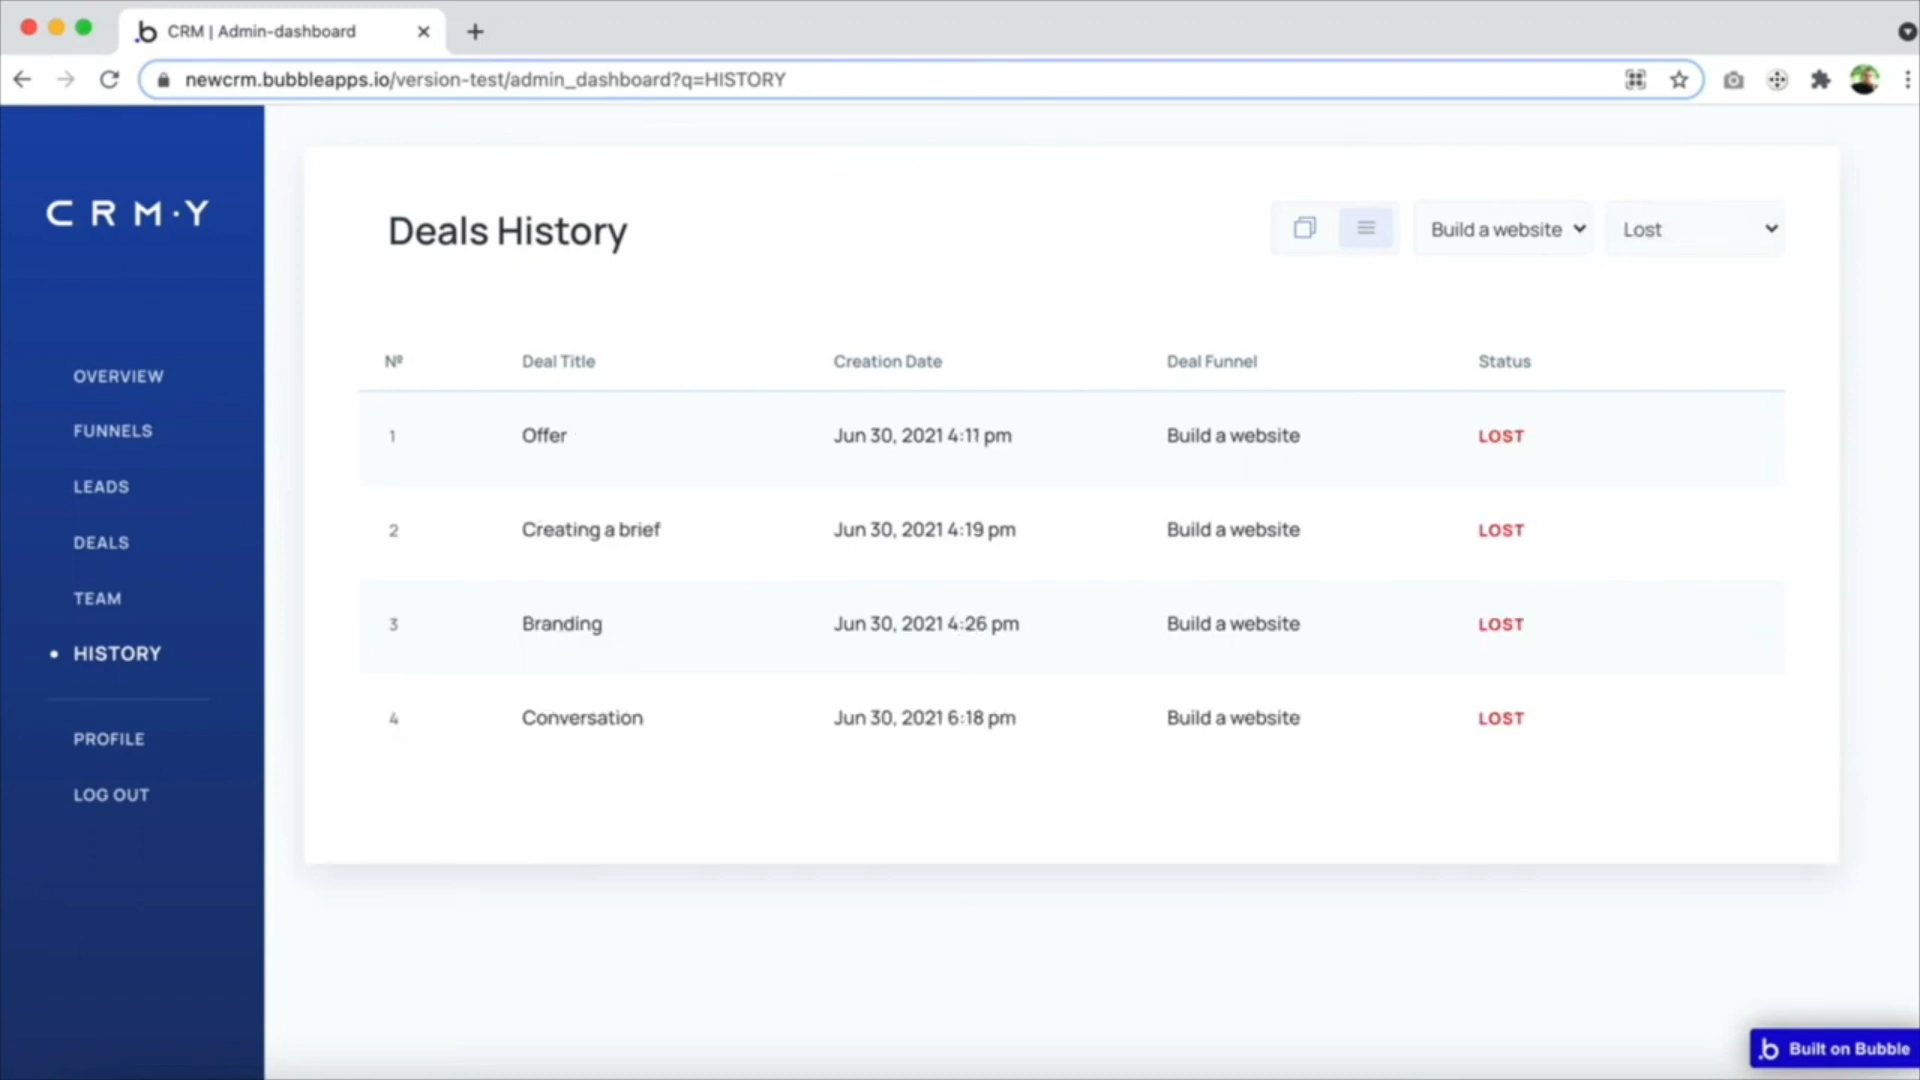 CRM | Admin-dashboard
newcrm.bubbleapps.io/version-test/admin_dashboard?q=HISTORY
CRM·Y
OVERVIEW
FUNNELS
LEADS
DEALS
TEAM
HISTORY
PROFILE
LOG OUT
Deals History
Build a website
Lost
Nº Deal Title Creation Date Deal Funnel Status
1 Offer Jun 30, 2021 4:11 pm Build a website LOST
2 Creating a brief Jun 30, 2021 4:19 pm Build a website LOST
3 Branding Jun 30, 2021 4:26 pm Build a website LOST
4 Conversation Jun 30, 2021 6:18 pm Build a website LOST
Built on Bubble